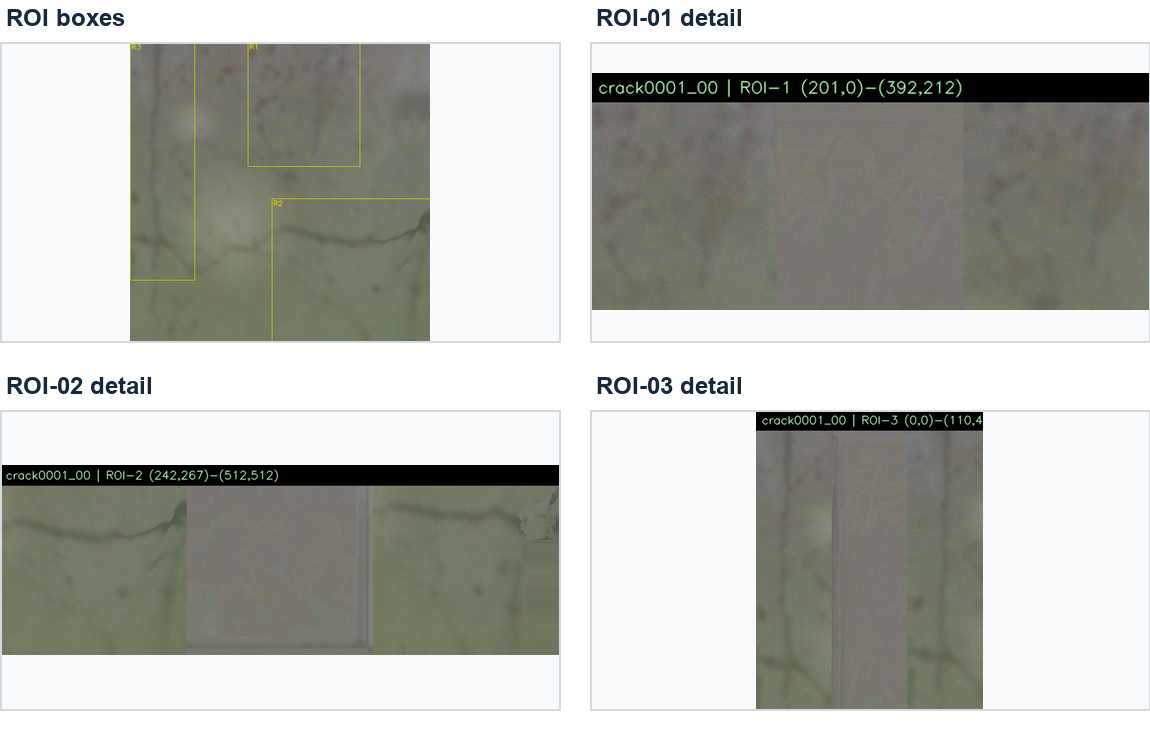 ROI boxes
R3
R1
R2
ROI-01 detail
crack0001_00 | ROI-1 (201,0)-(392,212)
ROI-02 detail
crack0001_00 | ROI-2 (242,267)-(512,512)
ROI-03 detail
crack0001_00 | ROI-3 (0,0)-(110,4